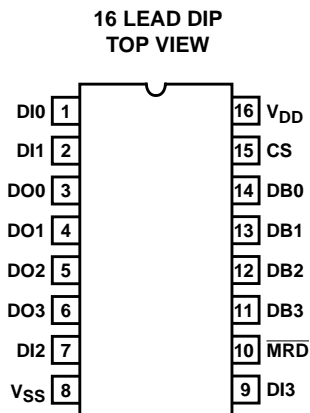 16 LEAD DIP
TOP VIEW
DI0 1 16 VDD
DI1 2 15 CS
DO0 3 14 DB0
DO1 4 13 DB1
DO2 5 12 DB2
DO3 6 11 DB3
DI2 7 10 M̅R̅D̅
VSS 8 9 DI3